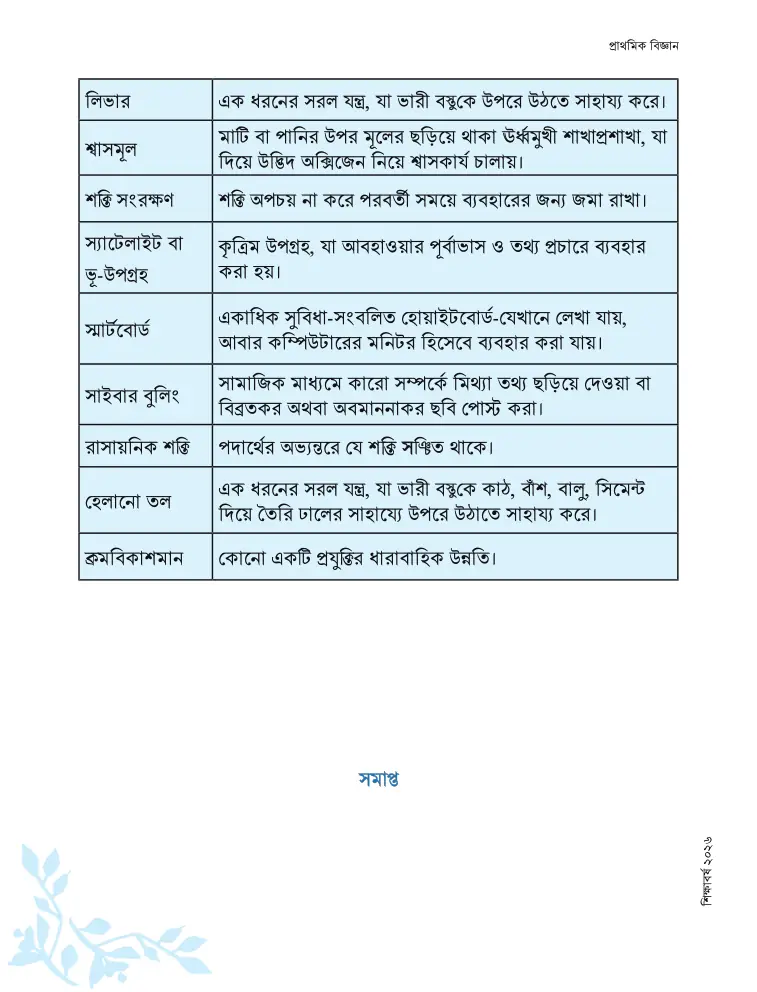 প্রাথমিক বিজ্ঞান
লিভার
এক ধরনের সরল যন্ত্র, যা ভারী বস্তুকে উপরে উঠতে সাহায্য করে।
শ্বাসমূল
মাটি বা পানির উপর মূলের ছড়িয়ে থাকা ঊর্ধ্বমুখী শাখাপ্রশাখা, যা
দিয়ে উদ্ভিদ অক্সিজেন নিয়ে শ্বাসকার্য চালায়।
শক্তি সংরক্ষণ
শক্তি অপচয় না করে পরবর্তী সময়ে ব্যবহারের জন্য জমা রাখা।
স্যাটেলাইট বা
ভূ-উপগ্রহ
কৃত্রিম উপগ্রহ, যা আবহাওয়ার পূর্বাভাস ও তথ্য প্রচারে ব্যবহার
করা হয়।
স্মার্টবোর্ড
একাধিক সুবিধা-সংবলিত হোয়াইটবোর্ড-যেখানে লেখা যায়,
আবার কম্পিউটারের মনিটর হিসেবে ব্যবহার করা যায়।
সাইবার বুলিং
সামাজিক মাধ্যমে কারো সম্পর্কে মিথ্যা তথ্য ছড়িয়ে দেওয়া বা
বিব্রতকর অথবা অবমাননাকর ছবি পোস্ট করা।
রাসায়নিক শক্তি
পদার্থের অভ্যন্তরে যে শক্তি সঞ্চিত থাকে।
হেলানো তল
এক ধরনের সরল যন্ত্র, যা ভারী বস্তুকে কাঠ, বাঁশ, বালু, সিমেন্ট
দিয়ে তৈরি ঢালের সাহায্যে উপরে উঠাতে সাহায্য করে।
ক্রমবিকাশমান
কোনো একটি প্রযুক্তির ধারাবাহিক উন্নতি।
সমাপ্ত
শিক্ষাবর্ষ ২০২৬